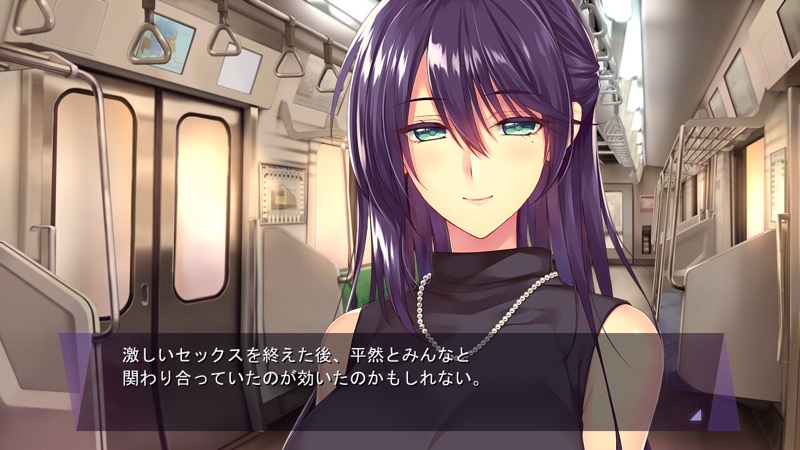 激しいセックスを終えた後、平然とみんなと
関わり合っていたのが効いたのかもしれない。